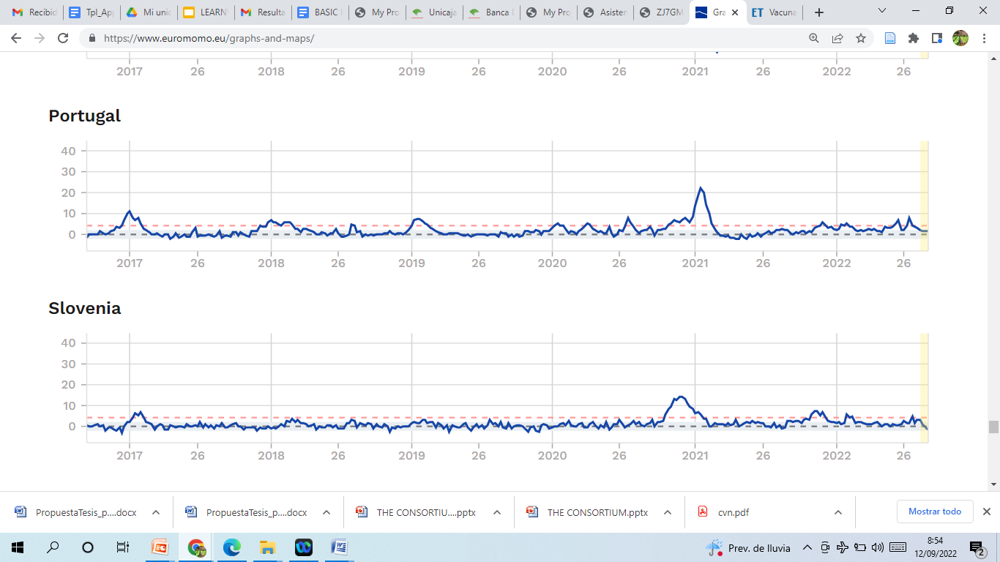 Recibid
Tpl_App
Mi unid
LEARN
Resulta
BASIC I
My Pro
Unicaja
Banca
My Pro
Asisten
ZJ7GM
Gra
Vacuna
https://www.euromomo.eu/graphs-and-maps/
2017 26 2018 26 2019 26 2020 26 2021 26 2022 26
Portugal
40
30
20
10
0
2017 26 2018 26 2019 26 2020 26 2021 26 2022 26
Slovenia
40
30
20
10
0
2017 26 2018 26 2019 26 2020 26 2021 26 2022 26
PropuestaTesis_p....docx
PropuestaTesis_p....docx
THE CONSORTIU....pptx
THE CONSORTIUM.pptx
cvn.pdf
Mostrar todo
Prev. de lluvia
8:54
12/09/2022
2